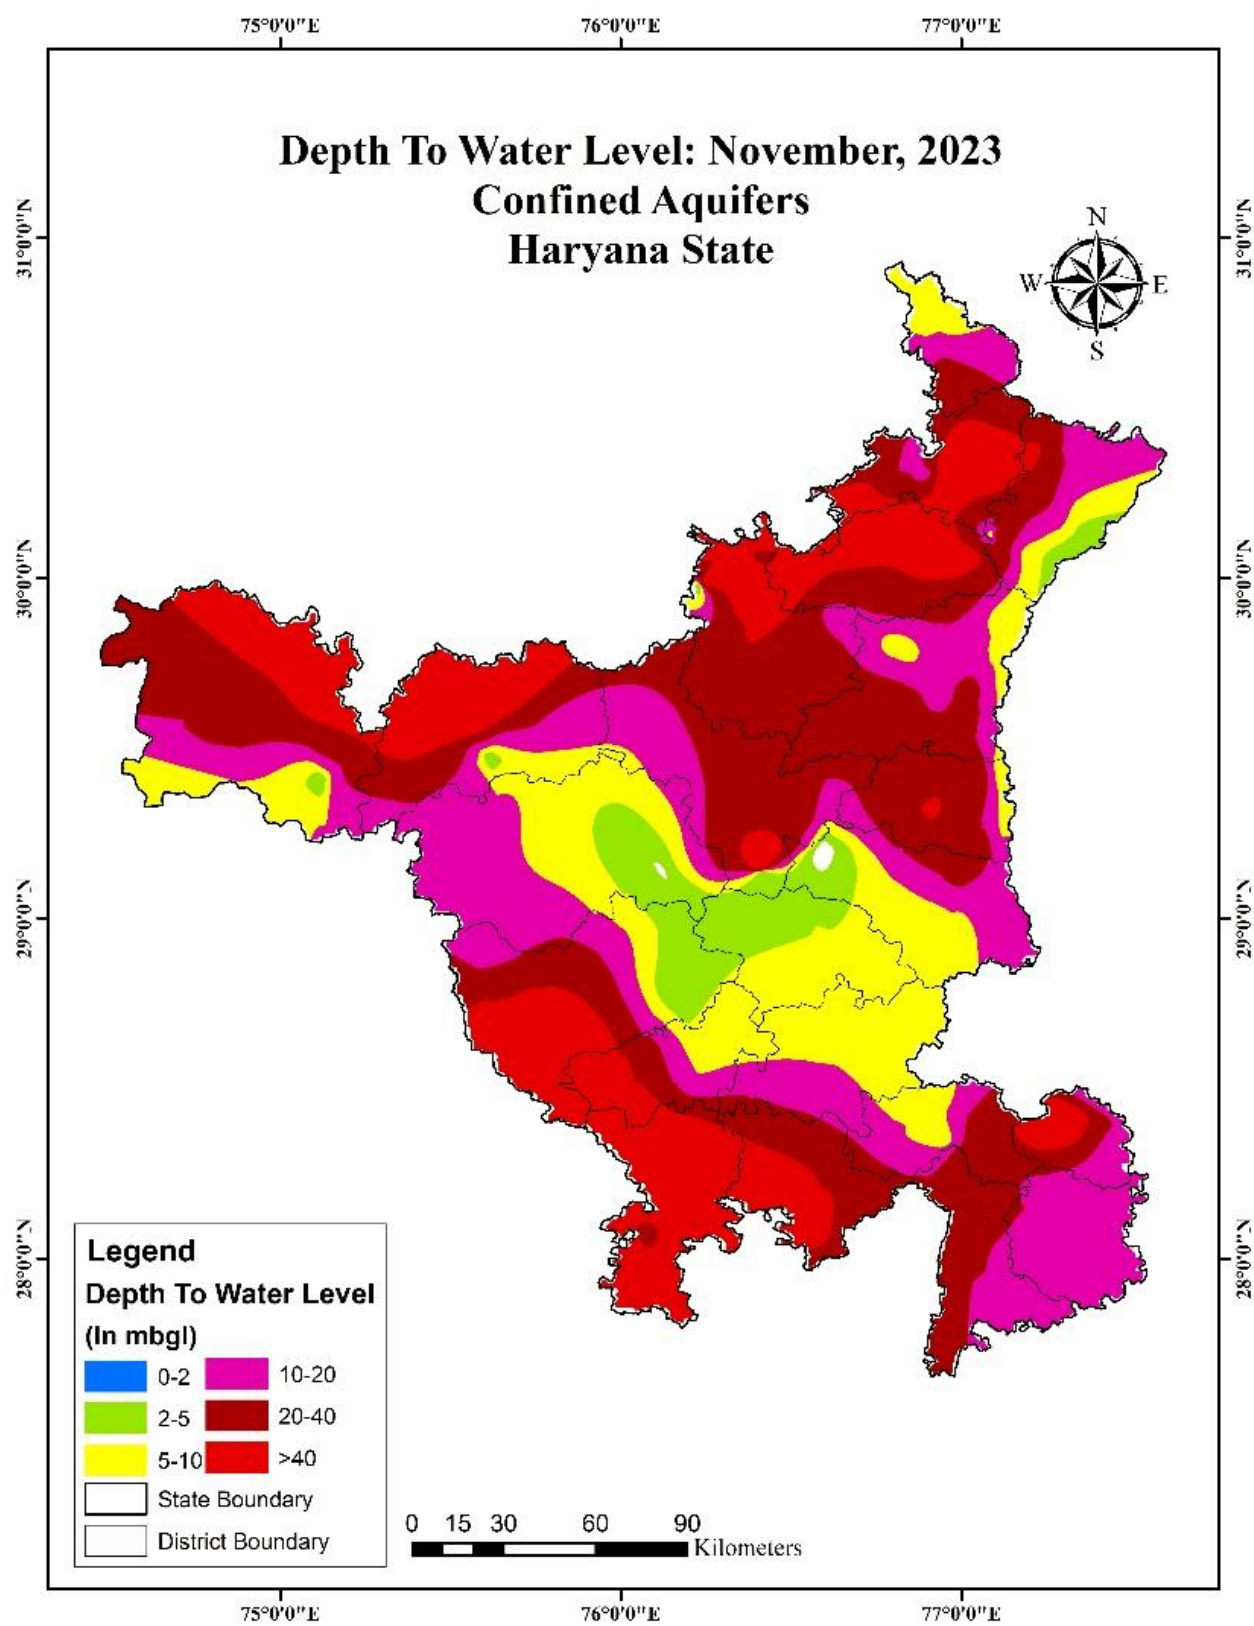 75°0'0"E 76°0'0"E 77°0'0"E
Depth To Water Level: November, 2023
Confined Aquifers
Haryana State
N
W E
S
31°0'0"N 31°0'0"N
30°0'0"N 30°0'0"N
29°0'0"N 29°0'0"N
28°0'0"N 28°0'0"N
Legend
Depth To Water Level
(In mbgl)
0-2 10-20
2-5 20-40
5-10 >40
State Boundary
District Boundary
0 15 30 60 90
Kilometers
75°0'0"E 76°0'0"E 77°0'0"E